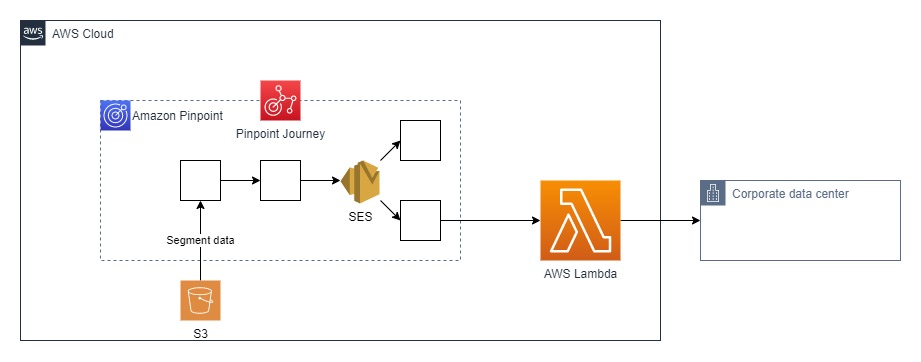 aws
AWS Cloud
Amazon Pinpoint
Pinpoint Journey
SES
Segment data
S3
AWS Lambda
Corporate data center